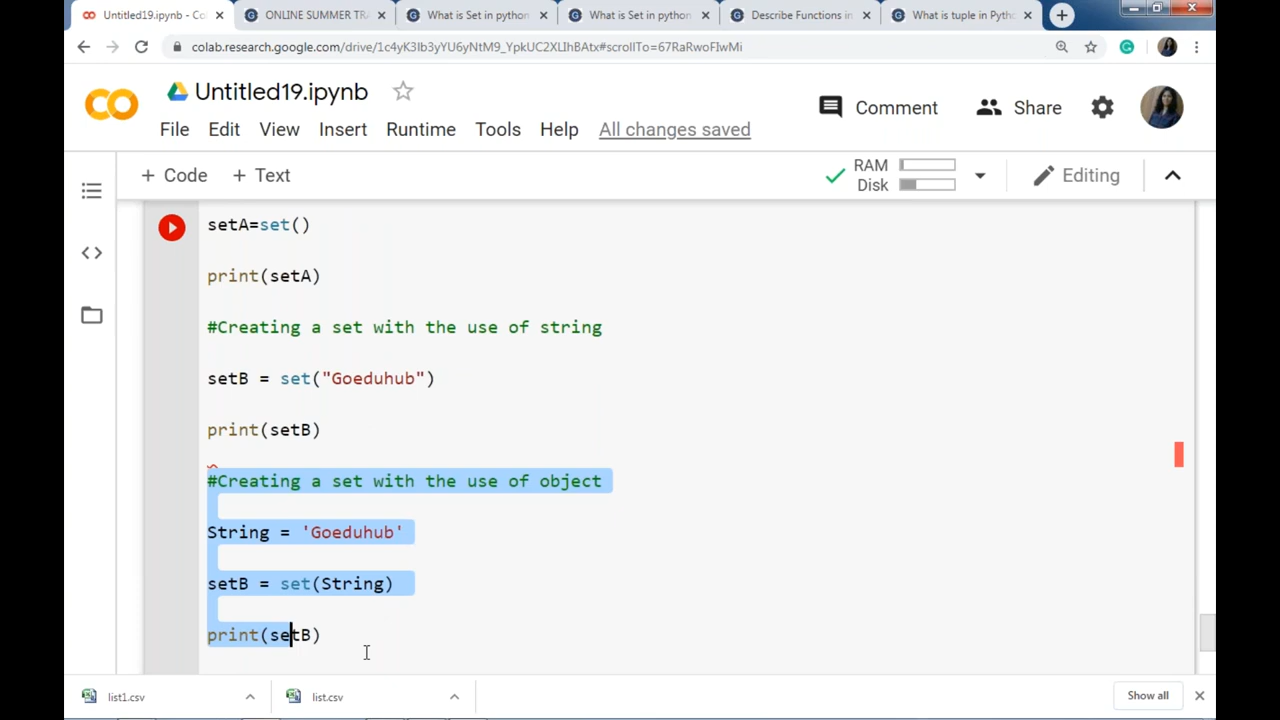 Untitled19.ipynb - Co
ONLINE SUMMER TRA
What is Set in python
What is Set in python
Describe Functions in
What is tuple in Pytho
colab.research.google.com/drive/1c4yK3Ib3yYU6yNtM9_YpkUC2XLIhBAtx#scrollTo=67RaRwoFIwMi
CO
Untitled19.ipynb
Comment
Share
File Edit View Insert Runtime Tools Help All changes saved
+ Code + Text
RAM
Disk
Editing
setA=set()
print(setA)
#Creating a set with the use of string
setB = set("Goeduhub")
print(setB)
#Creating a set with the use of object
String = 'Goeduhub'
setB = set(String)
print(setB)
list1.csv
list.csv
Show all